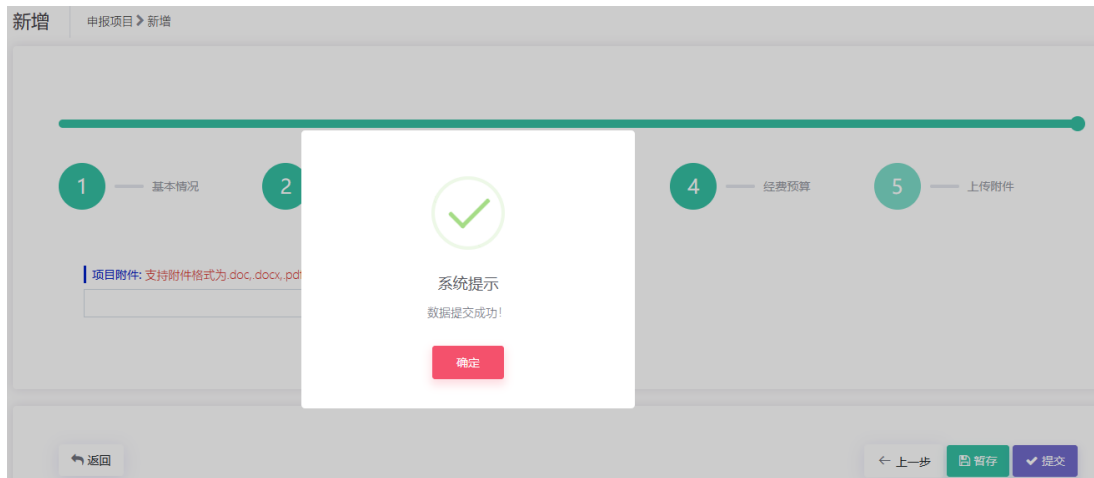 新增 申报项目 新增
1 基本情况 2 4 经费预算 5 上传附件
项目附件: 支持附件格式为.doc,.docx,.pd
系统提示
数据提交成功!
确定
返回 ← 上一步 暂存 提交